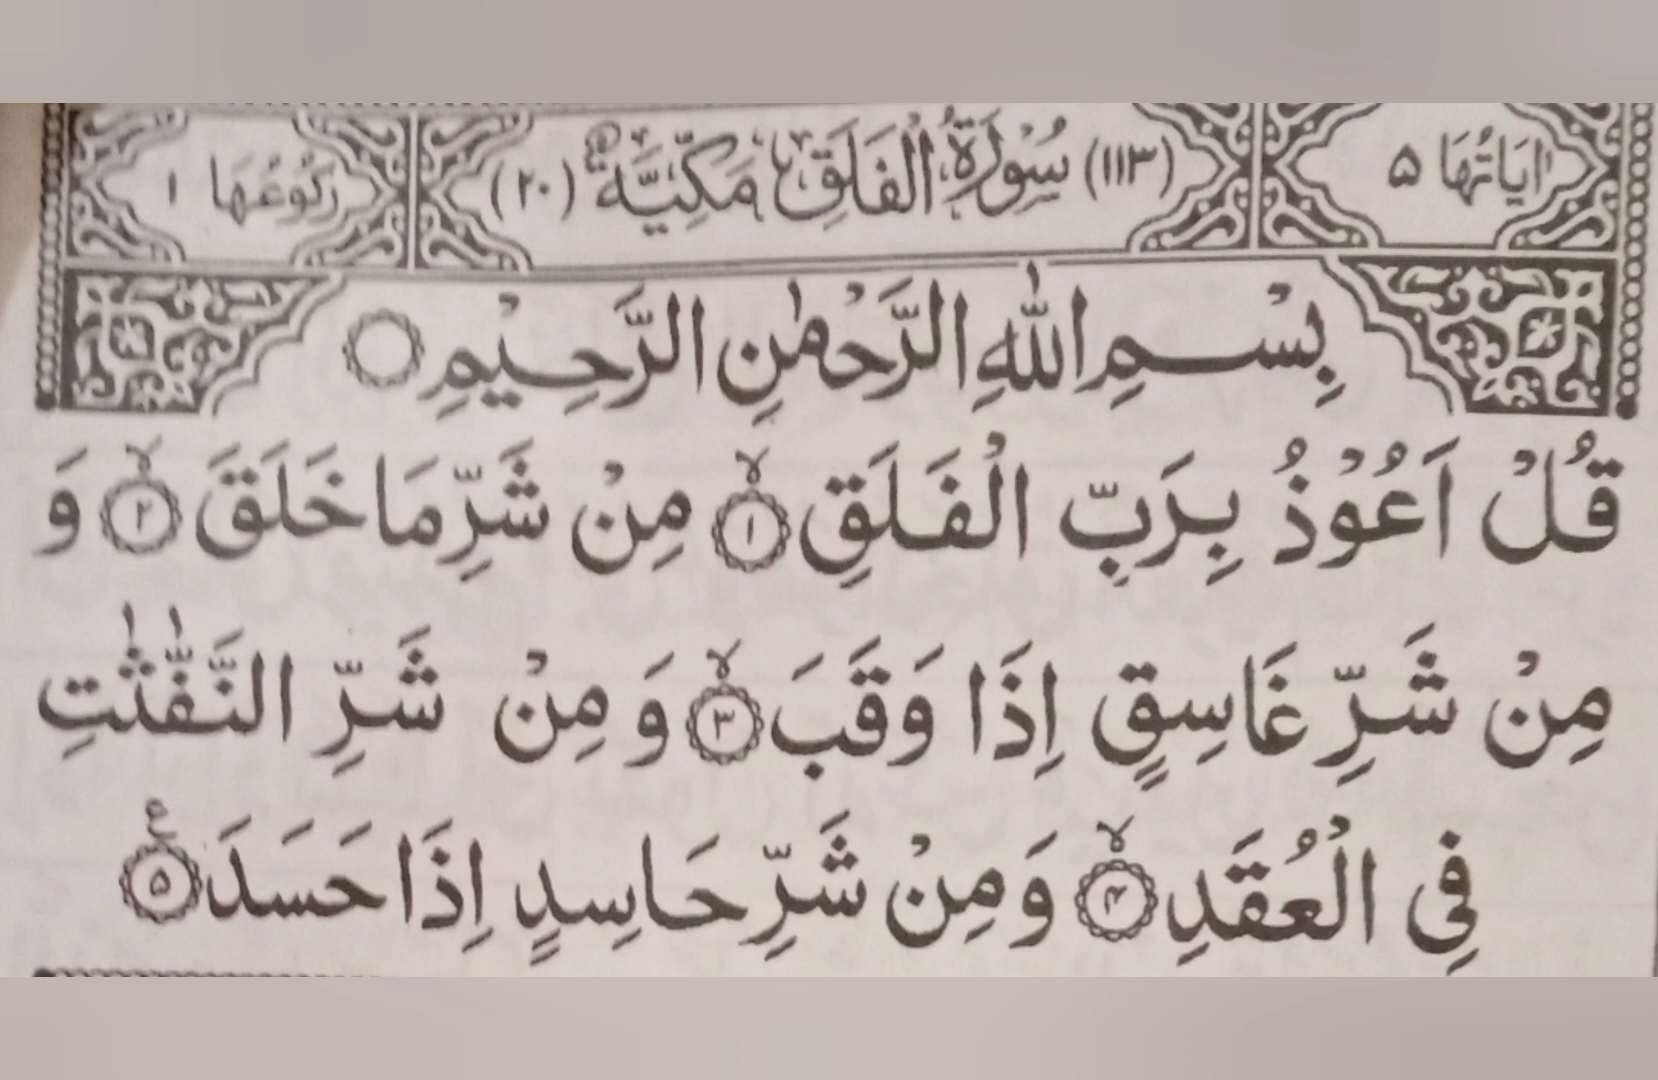 اٰيَاتُهَا ۵ (۱۱۳) سُوْرَةُ الْفَلَقِ مَكِّيَّةٌ (۲۰) رُكُوْعُهَا ۱
بِسْمِ اللّٰهِ الرَّحْمٰنِ الرَّحِيْمِ
قُلْ اَعُوْذُ بِرَبِّ الْفَلَقِ ۙ‏﴿۱﴾ مِنْ شَرِّ مَا خَلَقَ ۙ‏﴿۲﴾ وَ
مِنْ شَرِّ غَاسِقٍ اِذَا وَقَبَ ۙ‏﴿۳﴾ وَ مِنْ شَرِّ النَّفّٰثٰتِ
فِی الْعُقَدِ ۙ‏﴿۴﴾ وَ مِنْ شَرِّ حَاسِدٍ اِذَا حَسَدَ ﴿۵﴾ ع